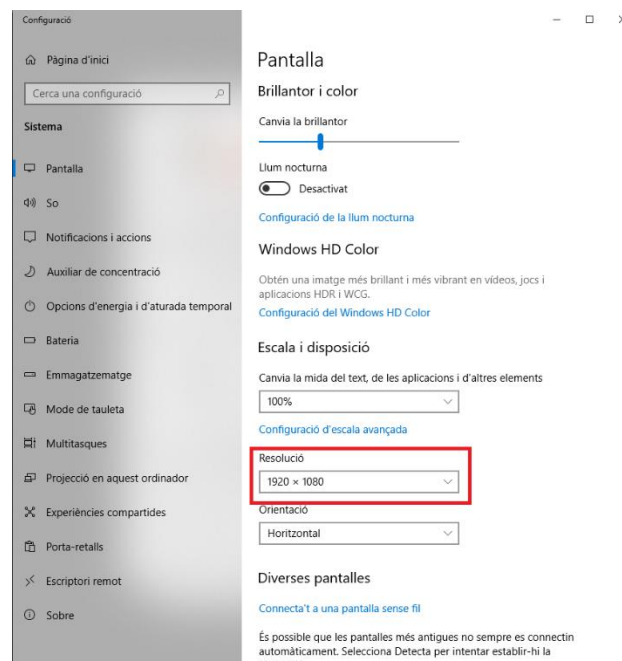 Configuració
Pàgina d'inici
Cerca una configuració
Sistema
Pantalla
So
Notificacions i accions
Auxiliar de concentració
Opcions d'energia i d'aturada temporal
Bateria
Emmagatzematge
Mode de tauleta
Multitasques
Projecció en aquest ordinador
Experiències compartides
Porta-retalls
Escriptori remot
Sobre
Pantalla
Brillantor i color
Canvia la brillantor
Llum nocturna
Desactivat
Configuració de la llum nocturna
Windows HD Color
Obtén una imatge més brillant i més vibrant en vídeos, jocs i
aplicacions HDR i WCG.
Configuració del Windows HD Color
Escala i disposició
Canvia la mida del text, de les aplicacions i d'altres elements
100%
Configuració d'escala avançada
Resolució
1920 × 1080
Orientació
Horitzontal
Diverses pantalles
Connecta't a una pantalla sense fil
És possible que les pantalles més antigues no sempre es connectin
automàticament. Selecciona Detecta per intentar establir-hi la